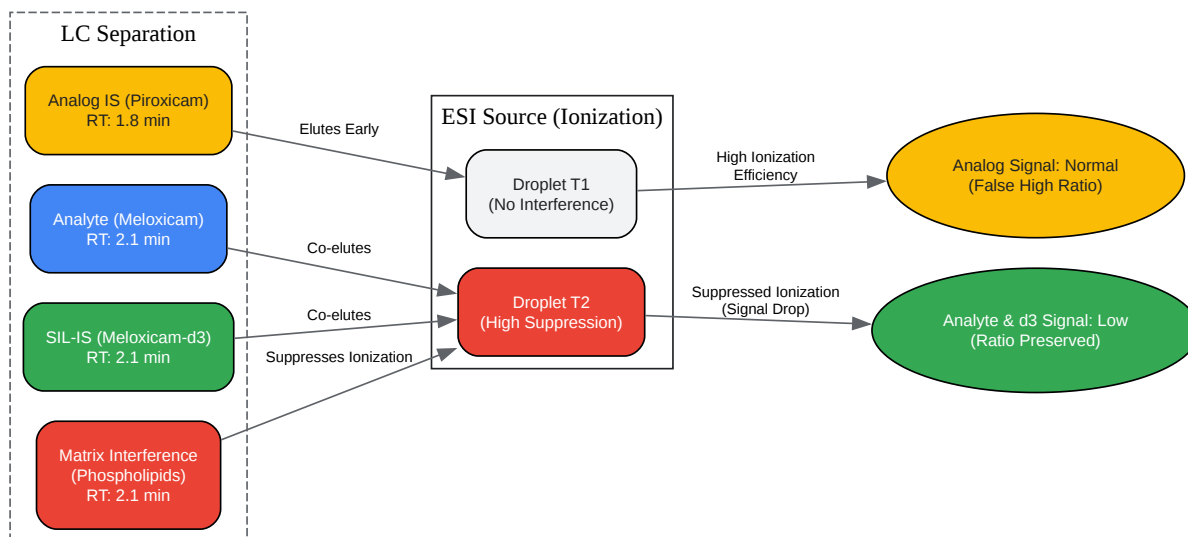 LC Separation
Analog IS (Piroxicam)
RT: 1.8 min
Analyte (Meloxicam)
RT: 2.1 min
SIL-IS (Meloxicam-d3)
RT: 2.1 min
Matrix Interference
(Phospholipids)
RT: 2.1 min
Elutes Early
Co-elutes
Co-elutes
Suppresses Ionization
ESI Source (Ionization)
Droplet T1
(No Interference)
Droplet T2
(High Suppression)
High Ionization
Efficiency
Suppressed Ionization
(Signal Drop)
Analog Signal: Normal
(False High Ratio)
Analyte & d3 Signal: Low
(Ratio Preserved)